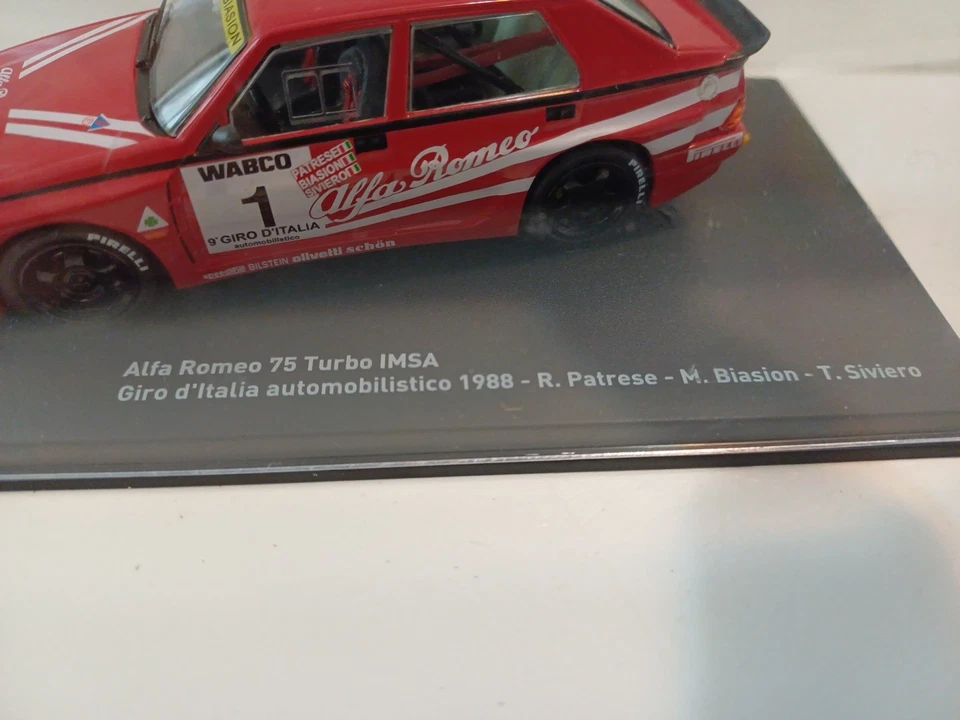 BIASION
WABCO
1
9° GIRO D'ITALIA
automobilistico
PATRESE
BIASION
SIVIERO
Alfa Romeo
PIRELLI
PIRELLI
PIRELLI
BILSTEIN olivetti schön
Alfa Romeo 75 Turbo IMSA
Giro d'Italia automobilistico 1988 - R. Patrese - M. Biasion - T. Siviero